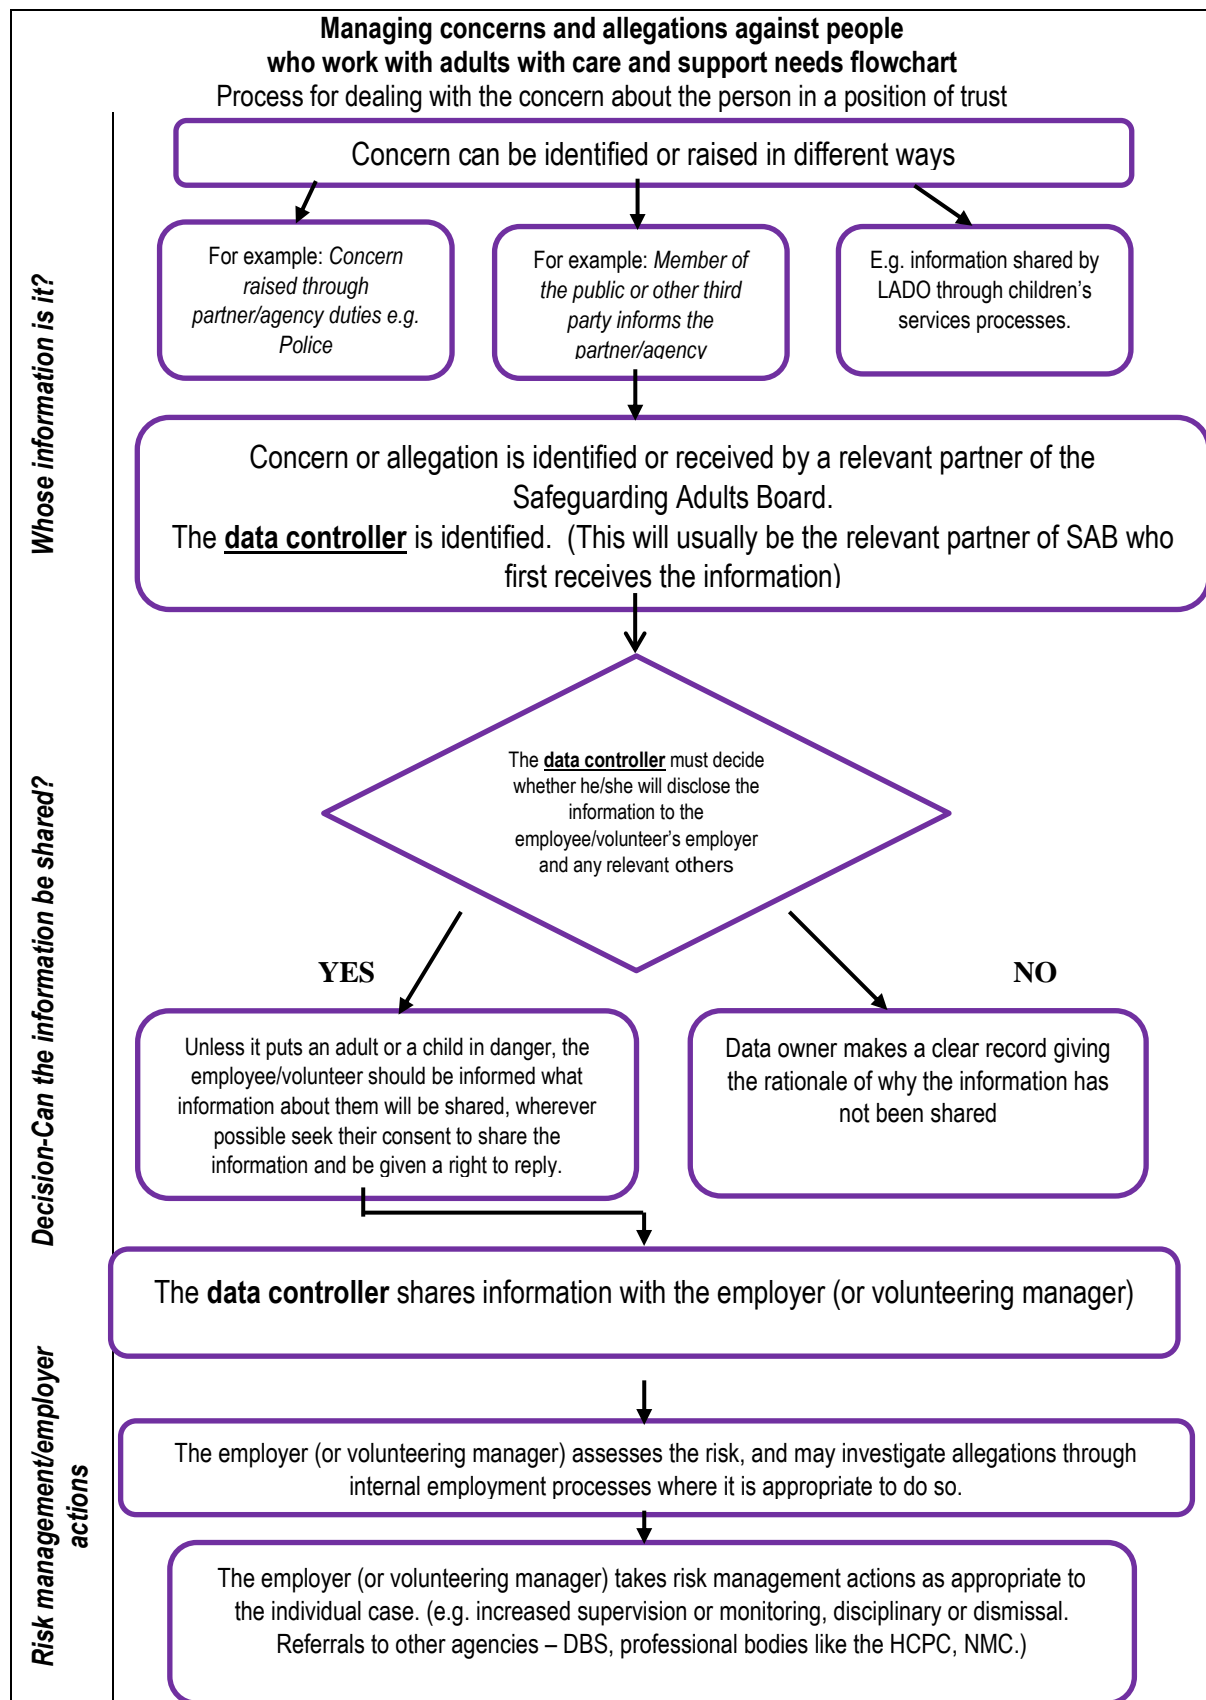 Managing concerns and allegations against people
who work with adults with care and support needs flowchart
Process for dealing with the concern about the person in a position of trust
Whose information is it?
Concern can be identified or raised in different ways
For example: Concern
raised through
partner/agency duties e.g.
Police
For example: Member of
the public or other third
party informs the
partner/agency
E.g. information shared by
LADO through children's
services processes.
Concern or allegation is identified or received by a relevant partner of the
Safeguarding Adults Board.
The data controller is identified. (This will usually be the relevant partner of SAB who
first receives the information)
Decision-Can the information be shared?
The data controller must decide
whether he/she will disclose the
information to the
employee/volunteer's employer
and any relevant others
YES
NO
Unless it puts an adult or a child in danger, the
employee/volunteer should be informed what
information about them will be shared, wherever
possible seek their consent to share the
information and be given a right to reply.
Data owner makes a clear record giving
the rationale of why the information has
not been shared
The data controller shares information with the employer (or volunteering manager)
Risk management/employer
actions
The employer (or volunteering manager) assesses the risk, and may investigate allegations through
internal employment processes where it is appropriate to do so.
The employer (or volunteering manager) takes risk management actions as appropriate to
the individual case. (e.g. increased supervision or monitoring, disciplinary or dismissal.
Referrals to other agencies – DBS, professional bodies like the HCPC, NMC.)